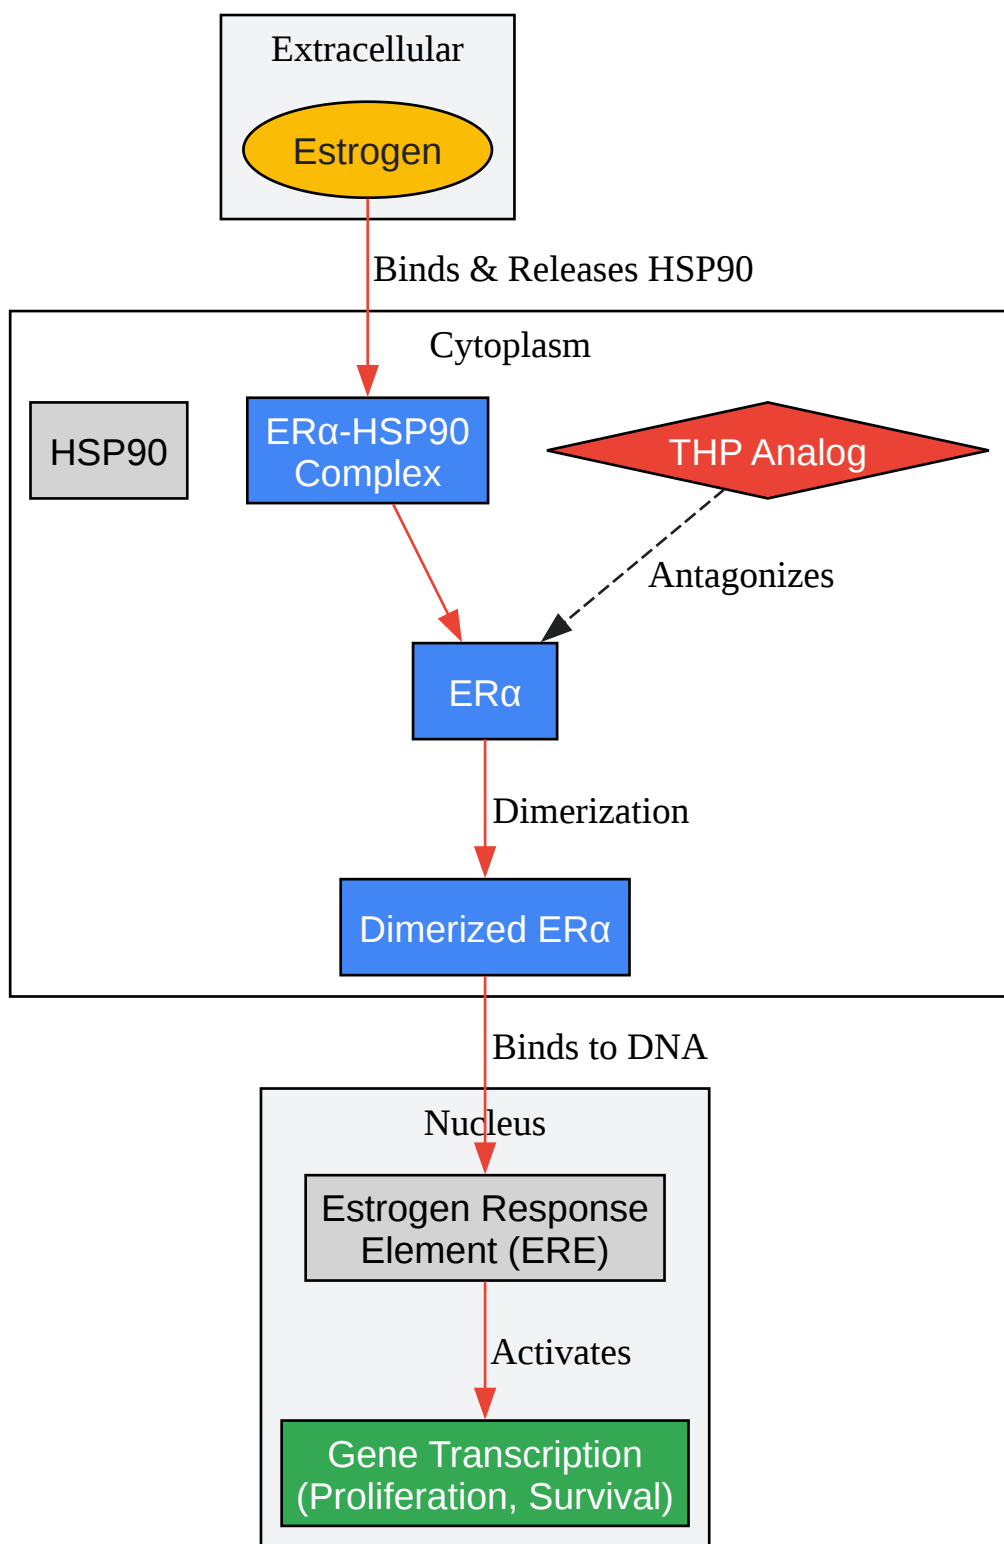 Extracellular
Estrogen
Binds & Releases HSP90
Cytoplasm
HSP90
ERα-HSP90
Complex
THP Analog
Antagonizes
ERα
Dimerization
Dimerized ERα
Binds to DNA
Nucleus
Estrogen Response
Element (ERE)
Activates
Gene Transcription
(Proliferation, Survival)